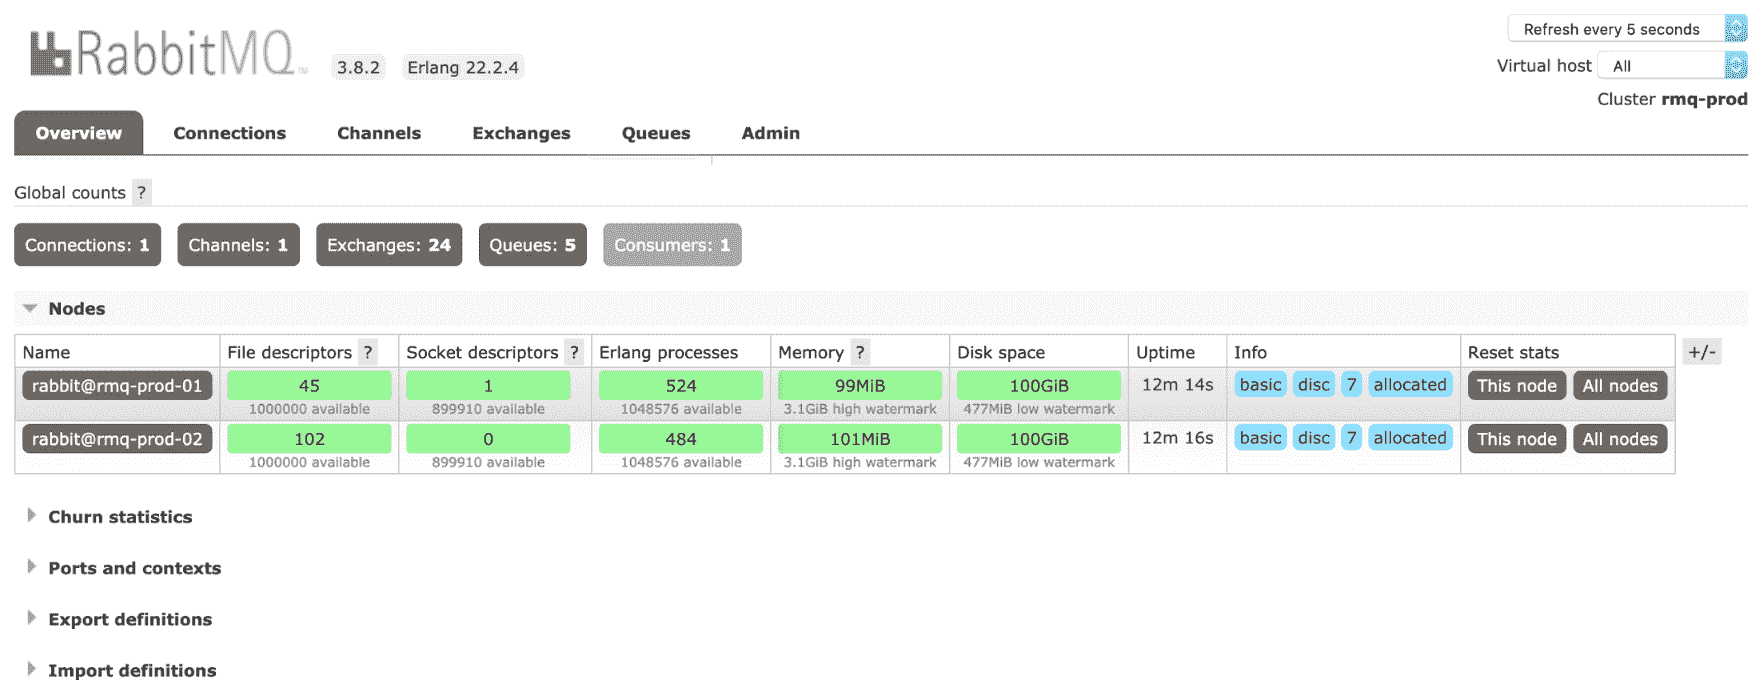 RabbitMQ TM 3.8.2 Erlang 22.2.4
Refresh every 5 seconds
Virtual host All
Cluster rmq-prod
Overview Connections Channels Exchanges Queues Admin
Global counts ?
Connections: 1 Channels: 1 Exchanges: 24 Queues: 5 Consumers: 1
Nodes
Name File descriptors ? Socket descriptors ? Erlang processes Memory ? Disk space Uptime Info Reset stats +/-
rabbit@rmq-prod-01 45 1 524 99MiB 100GiB 12m 14s basic disc 7 allocated This node All nodes
1000000 available 899910 available 1048576 available 3.1GiB high watermark 477MiB low watermark
rabbit@rmq-prod-02 102 0 484 101MiB 100GiB 12m 16s basic disc 7 allocated This node All nodes
1000000 available 899910 available 1048576 available 3.1GiB high watermark 477MiB low watermark
Churn statistics
Ports and contexts
Export definitions
Import definitions